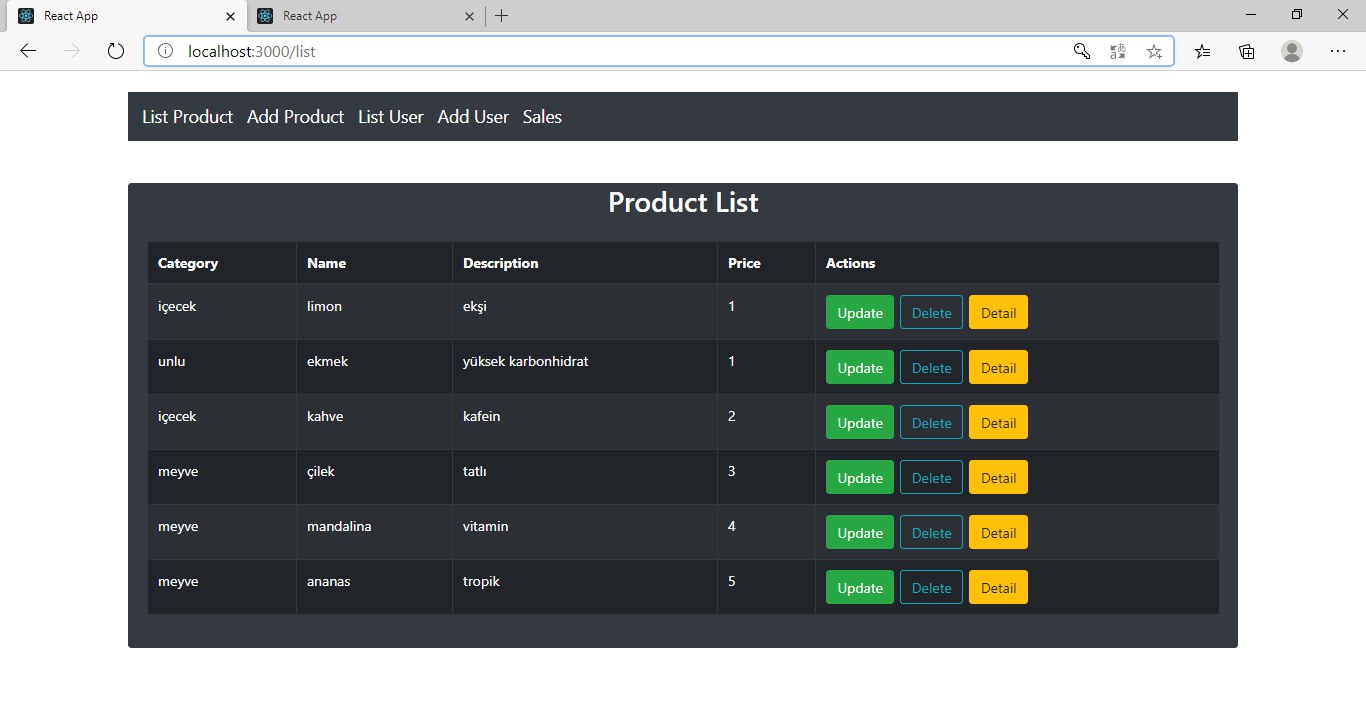 React App React App
localhost:3000/list
List Product Add Product List User Add User Sales
Product List
Category Name Description Price Actions
içecek limon ekşi 1 Update Delete Detail
unlu ekmek yüksek karbonhidrat 1 Update Delete Detail
içecek kahve kafein 2 Update Delete Detail
meyve çilek tatlı 3 Update Delete Detail
meyve mandalina vitamin 4 Update Delete Detail
meyve ananas tropik 5 Update Delete Detail